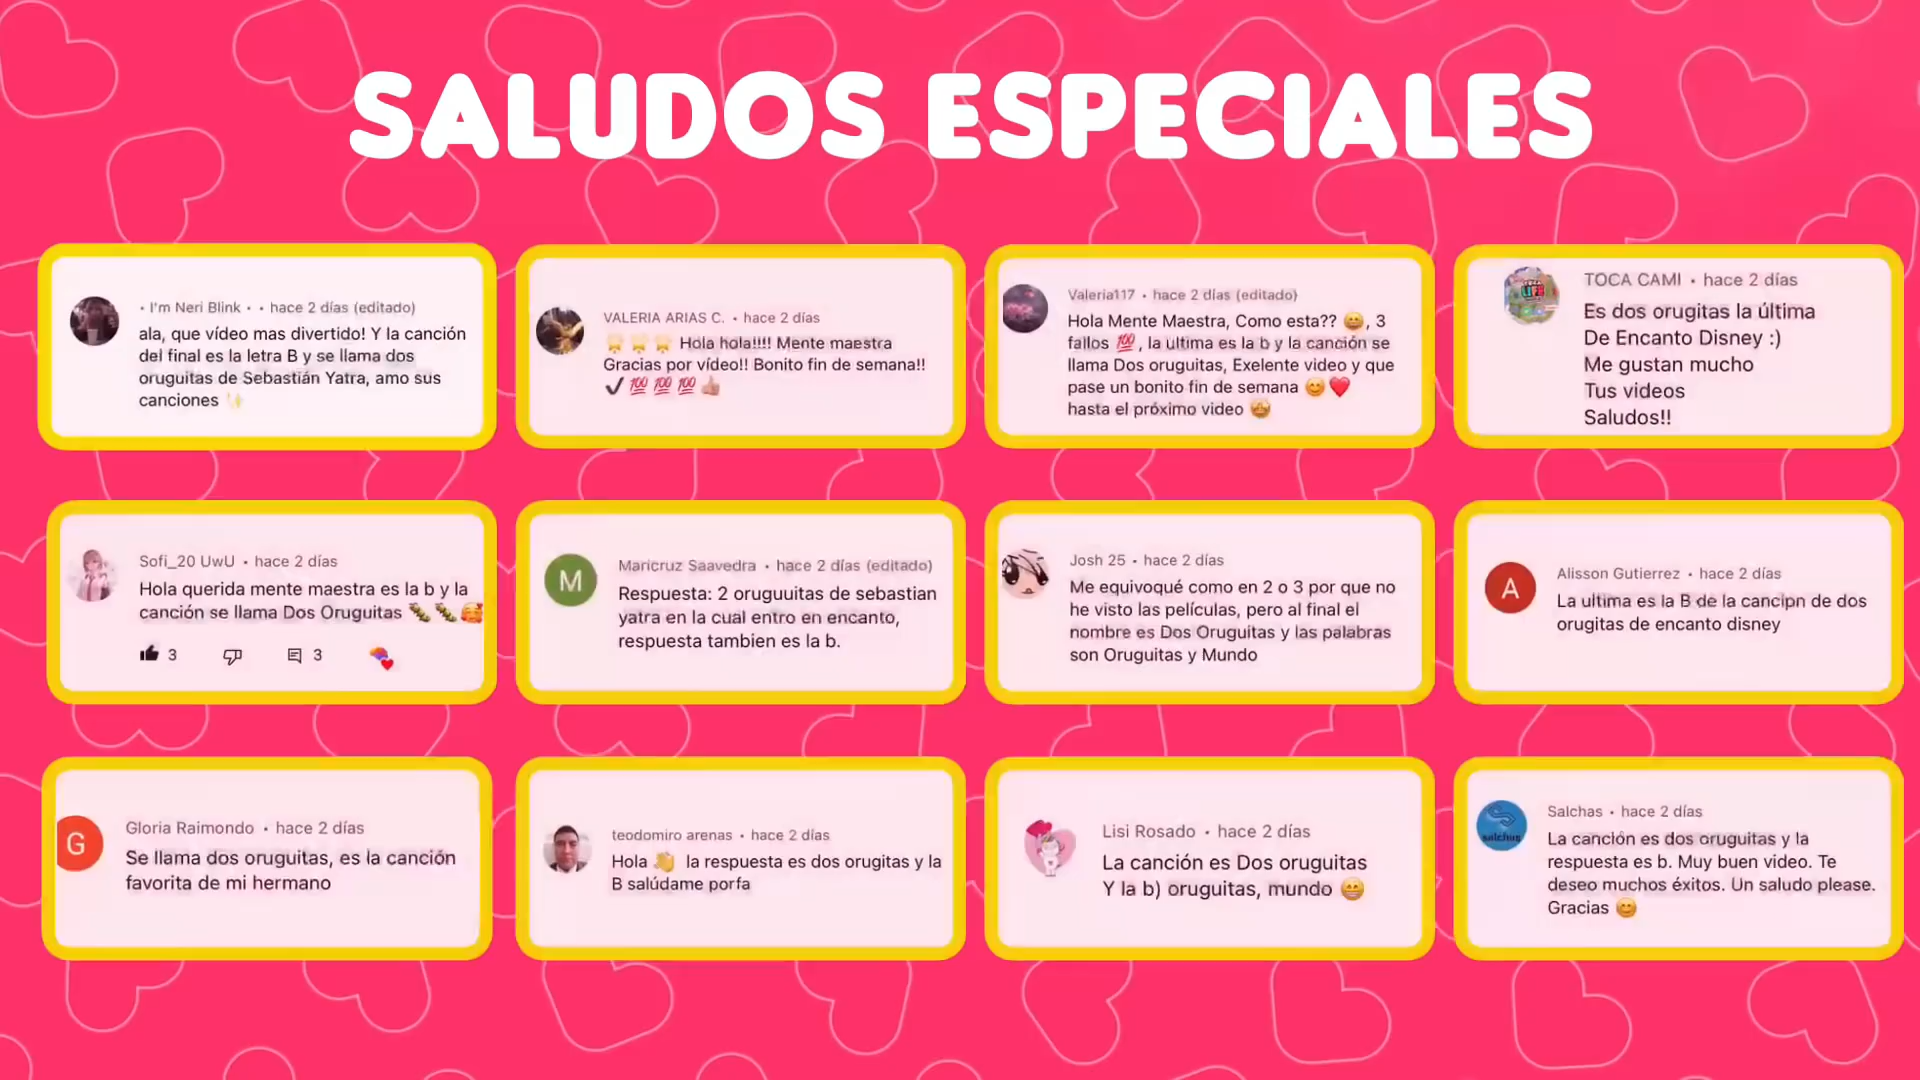 SALUDOS ESPECIALES
• I'm Neri Blink • • hace 2 días (editado)
ala, que vídeo mas divertido! Y la canción
del final es la letra B y se llama dos
oruguitas de Sebastián Yatra, amo sus
canciones ✨
VALERIA ARIAS C. • hace 2 días
Hola hola!!!! Mente maestra
Gracias por vídeo!! Bonito fin de semana!!
✔💯💯💯👍🏼
Valeria117 • hace 2 días (editado)
Hola Mente Maestra, Como esta?? 😄, 3
fallos 💯, la ultima es la b y la canción se
llama Dos oruguitas, Exelente video y que
pase un bonito fin de semana 😊❤️
hasta el próximo video 🤩
TOCA CAMI • hace 2 días
Es dos orugitas la última
De Encanto Disney :)
Me gustan mucho
Tus videos
Saludos!!
Sofi_20 UwU • hace 2 días
Hola querida mente maestra es la b y la
canción se llama Dos Oruguitas 🐛🐛🥰
3 3
M
Maricruz Saavedra • hace 2 días (editado)
Respuesta: 2 oruguuitas de sebastian
yatra en la cual entro en encanto,
respuesta tambien es la b.
Josh 25 • hace 2 días
Me equivoqué como en 2 o 3 por que no
he visto las películas, pero al final el
nombre es Dos Oruguitas y las palabras
son Oruguitas y Mundo
A
Alisson Gutierrez • hace 2 días
La ultima es la B de la cancipn de dos
orugitas de encanto disney
G
Gloria Raimondo • hace 2 días
Se llama dos oruguitas, es la canción
favorita de mi hermano
teodomiro arenas • hace 2 días
Hola 👏 la respuesta es dos orugitas y la
B salúdame porfa
Lisi Rosado • hace 2 días
La canción es Dos oruguitas
Y la b) oruguitas, mundo 😁
salchas
Salchas • hace 2 días
La canción es dos oruguitas y la
respuesta es b. Muy buen video. Te
deseo muchos éxitos. Un saludo please.
Gracias 😊